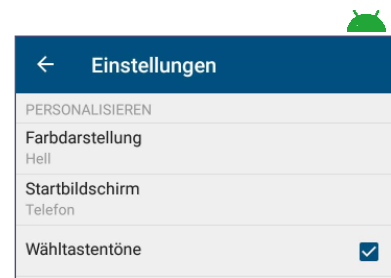 Einstellungen
PERSONALISIEREN
Farbdarstellung
Hell
Startbildschirm
Telefon
Wähltastentöne